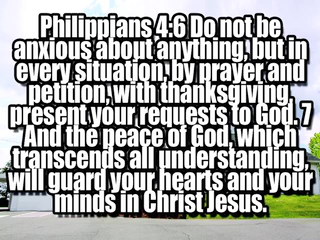 Philippians 4:6 Do not be
anxious about anything, but in
every situation, by prayer and
petition, with thanksgiving,
present your requests to God. 7
And the peace of God, which
transcends all understanding,
will guard your hearts and your
minds in Christ Jesus.